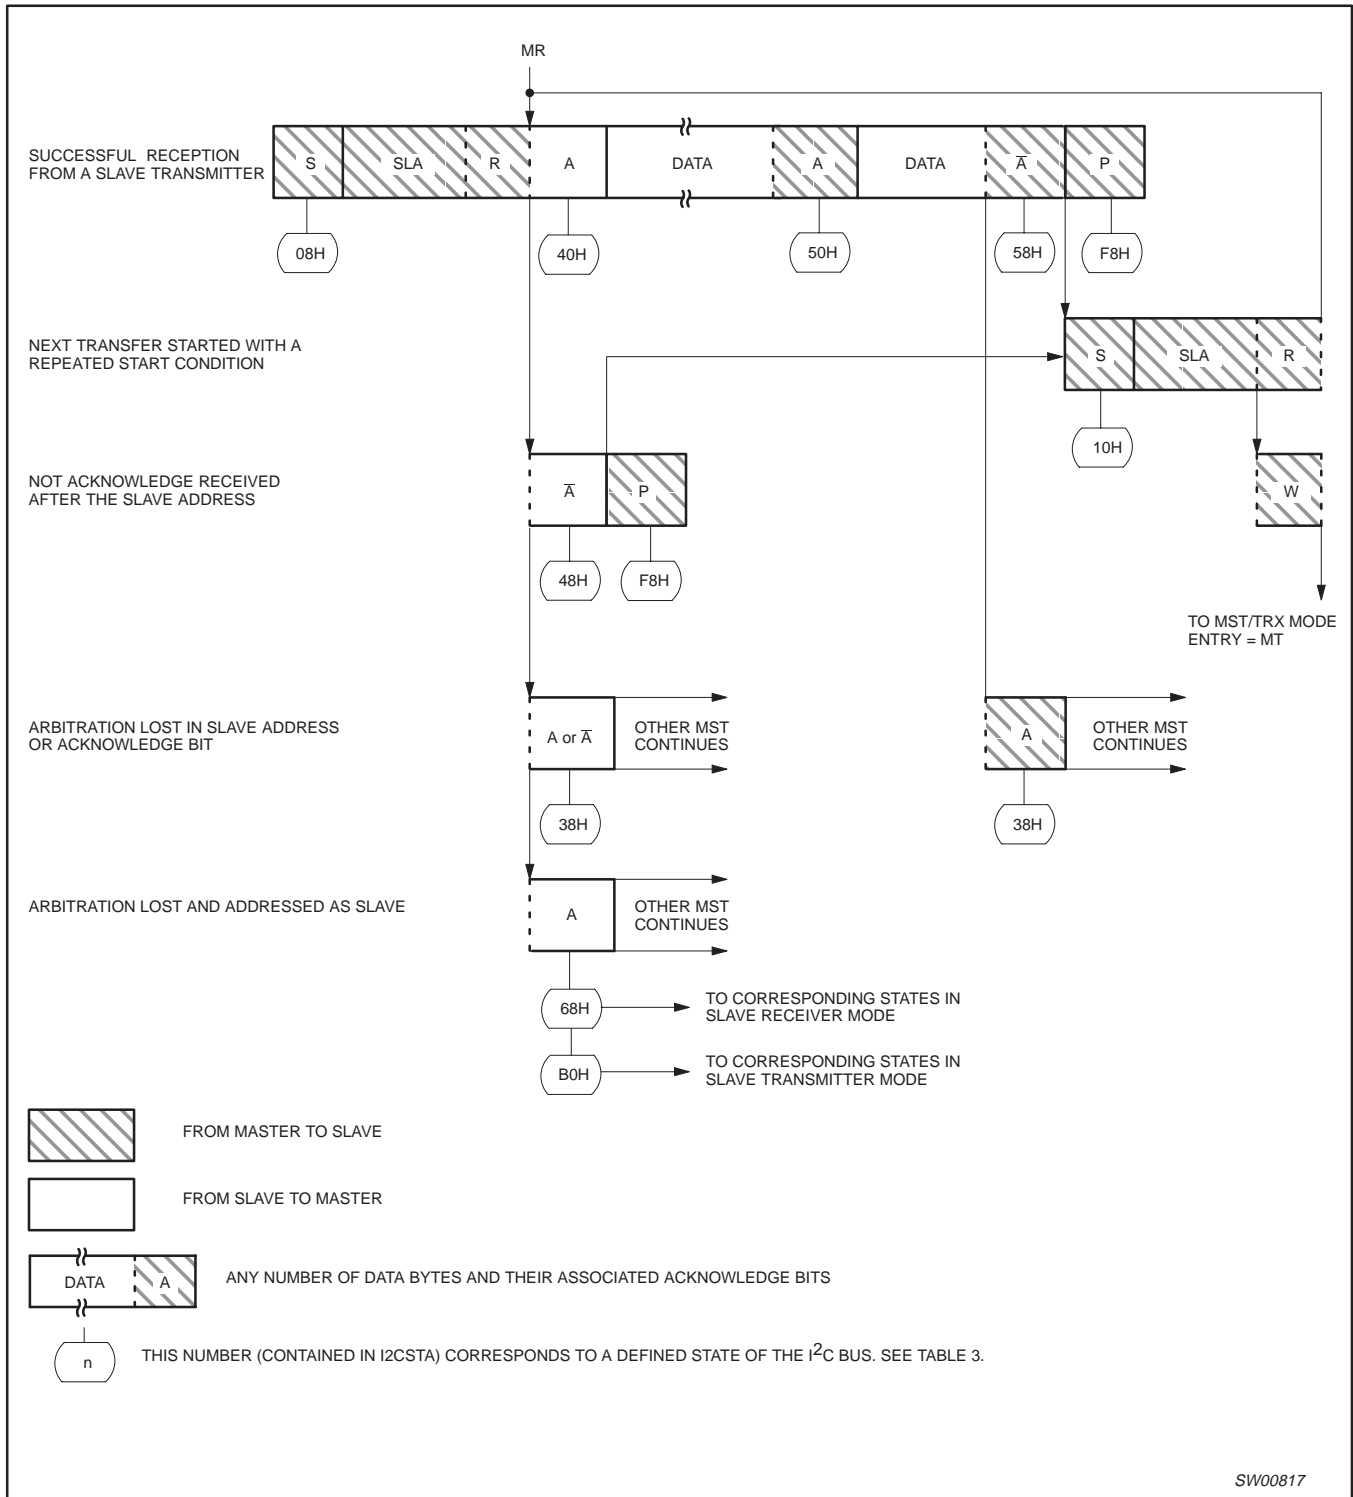 MR
SUCCESSFUL RECEPTION
FROM A SLAVE TRANSMITTER
S SLA R A DATA A DATA A̅ P
08H 40H 50H 58H F8H
NEXT TRANSFER STARTED WITH A
REPEATED START CONDITION
S SLA R
10H
NOT ACKNOWLEDGE RECEIVED
AFTER THE SLAVE ADDRESS
A̅ P W
48H F8H
TO MST/TRX MODE
ENTRY = MT
ARBITRATION LOST IN SLAVE ADDRESS
OR ACKNOWLEDGE BIT
A or A̅
OTHER MST
CONTINUES
A
OTHER MST
CONTINUES
38H 38H
ARBITRATION LOST AND ADDRESSED AS SLAVE
A
OTHER MST
CONTINUES
68H
TO CORRESPONDING STATES IN
SLAVE RECEIVER MODE
B0H
TO CORRESPONDING STATES IN
SLAVE TRANSMITTER MODE
FROM MASTER TO SLAVE
FROM SLAVE TO MASTER
DATA A ANY NUMBER OF DATA BYTES AND THEIR ASSOCIATED ACKNOWLEDGE BITS
n THIS NUMBER (CONTAINED IN I2CSTA) CORRESPONDS TO A DEFINED STATE OF THE I²C BUS. SEE TABLE 3.
SW00817